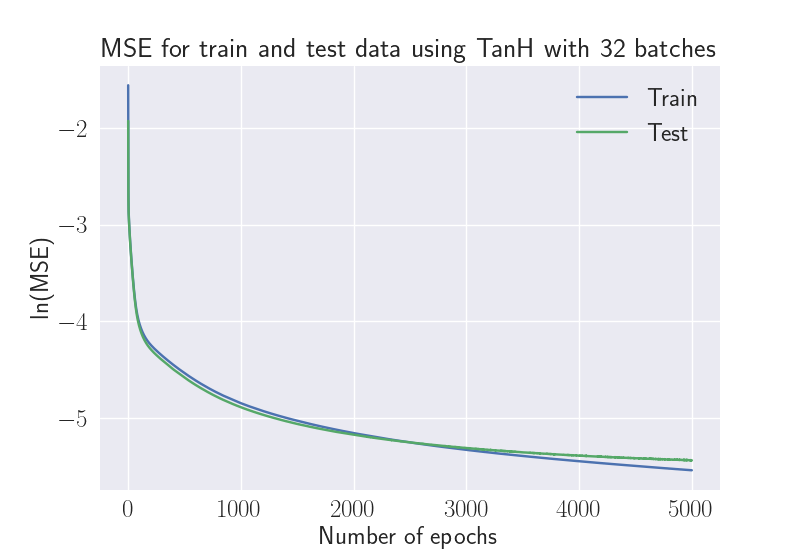 MSE for train and test data using TanH with 32 batches
Train
Test
−2
−3
−4
−5
ln(MSE)
0 1000 2000 3000 4000 5000
Number of epochs